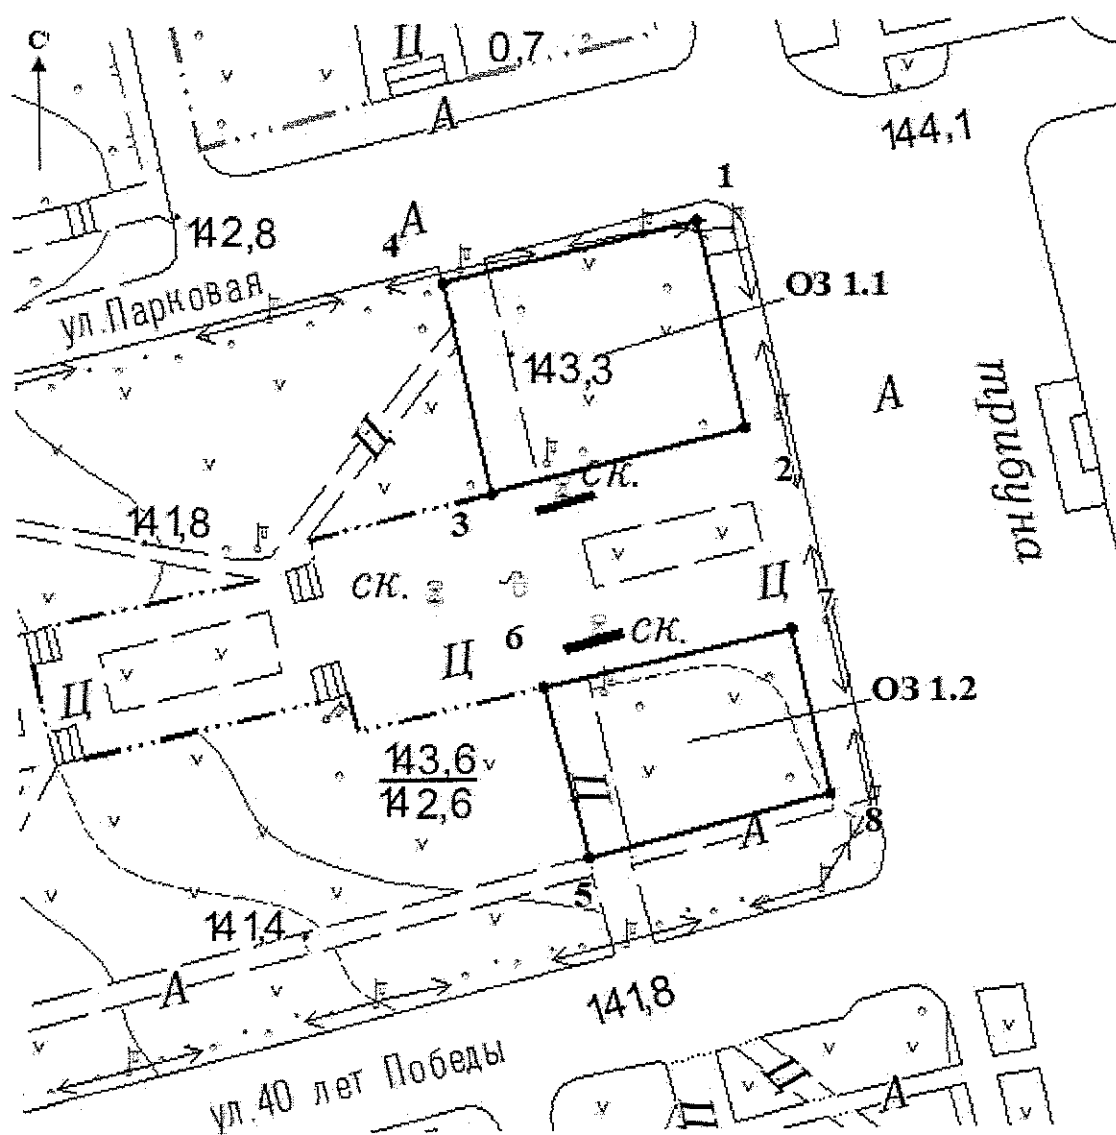 С
Ц
0,7
А
144,1
1
А
142,8
4
ул.Парковая
ОЗ 1.1
143,3
А
трибуна
Ц
2
ск.
3
141,8
ск.
Ц
7
6
ск.
Ц
Ц
ОЗ 1.2
143,6
142,6
Ц
А
8
5
141,4
А
141,8
ул.40 лет Победы
Ц
А
Ц